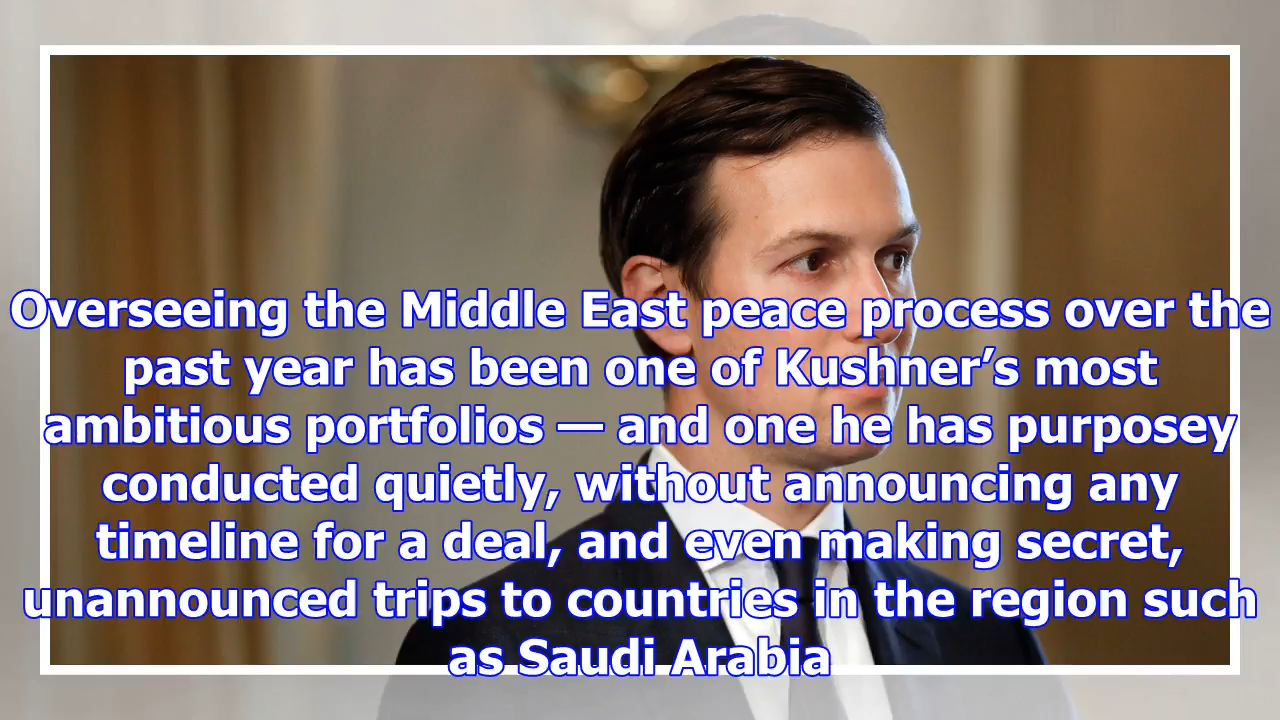 Overseeing the Middle East peace process over the
past year has been one of Kushner’s most
ambitious portfolios — and one he has purposey
conducted quietly, without announcing any
timeline for a deal, and even making secret,
unannounced trips to countries in the region such
as Saudi Arabia